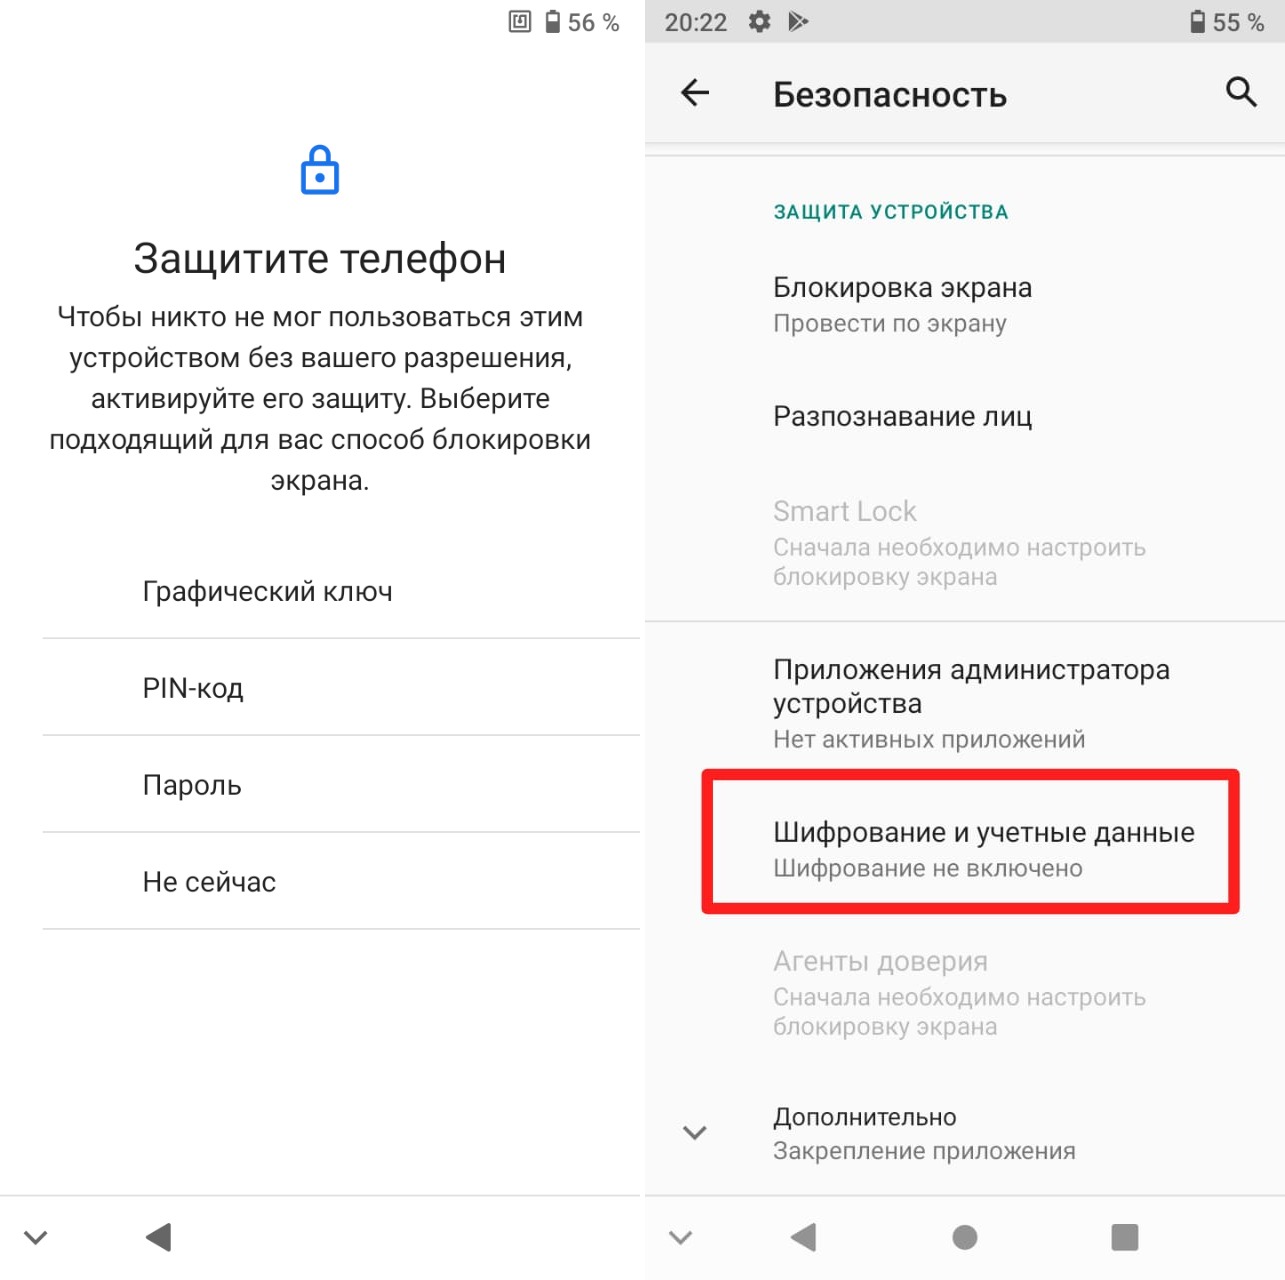 56 %
Защитите телефон
Чтобы никто не мог пользоваться этим
устройством без вашего разрешения,
активируйте его защиту. Выберите
подходящий для вас способ блокировки
экрана.
Графический ключ
PIN-код
Пароль
Не сейчас
20:22
55 %
Безопасность
ЗАЩИТА УСТРОЙСТВА
Блокировка экрана
Провести по экрану
Разпознавание лиц
Smart Lock
Сначала необходимо настроить
блокировку экрана
Приложения администратора
устройства
Нет активных приложений
Шифрование и учетные данные
Шифрование не включено
Агенты доверия
Сначала необходимо настроить
блокировку экрана
Дополнительно
Закрепление приложения